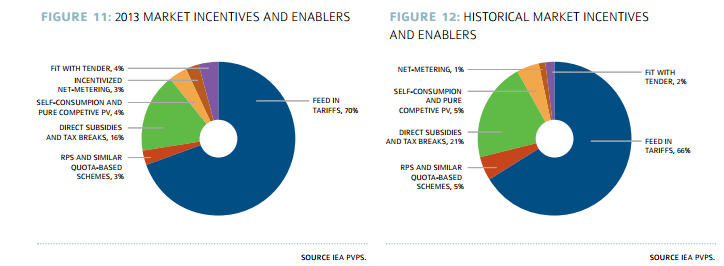 FIGURE 11: 2013 MARKET INCENTIVES AND ENABLERS
FIT WITH TENDER, 4%
INCENTIVIZED
NET-METERING, 3%
SELF-CONSUMPION AND
PURE COMPETIVE PV, 4%
DIRECT SUBSIDIES
AND TAX BREAKS, 16%
RPS AND SIMILAR
QUOTA-BASED
SCHEMES, 3%
FEED IN
TARIFFS, 70%
SOURCE IEA PVPS.
FIGURE 12: HISTORICAL MARKET INCENTIVES
AND ENABLERS
NET-METERING, 1%
SELF-CONSUMPION
AND PURE
COMPETIVE PV, 5%
DIRECT SUBSIDIES
AND TAX BREAKS, 21%
RPS AND SIMILAR
QUOTA-BASED
SCHEMES, 5%
FIT WITH
TENDER, 2%
FEED IN
TARIFFS, 66%
SOURCE IEA PVPS.